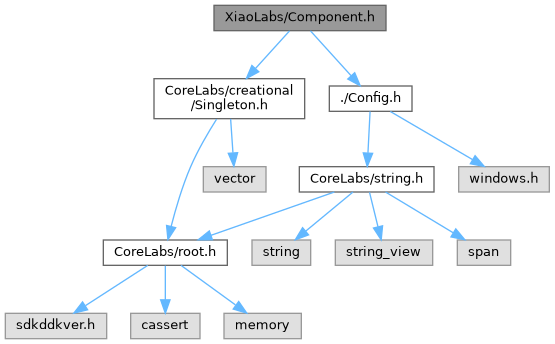 XiaoLabs/Component.h
CoreLabs/creational
/Singleton.h
./Config.h
vector
CoreLabs/string.h
windows.h
CoreLabs/root.h
string
string_view
span
sdkddkver.h
cassert
memory